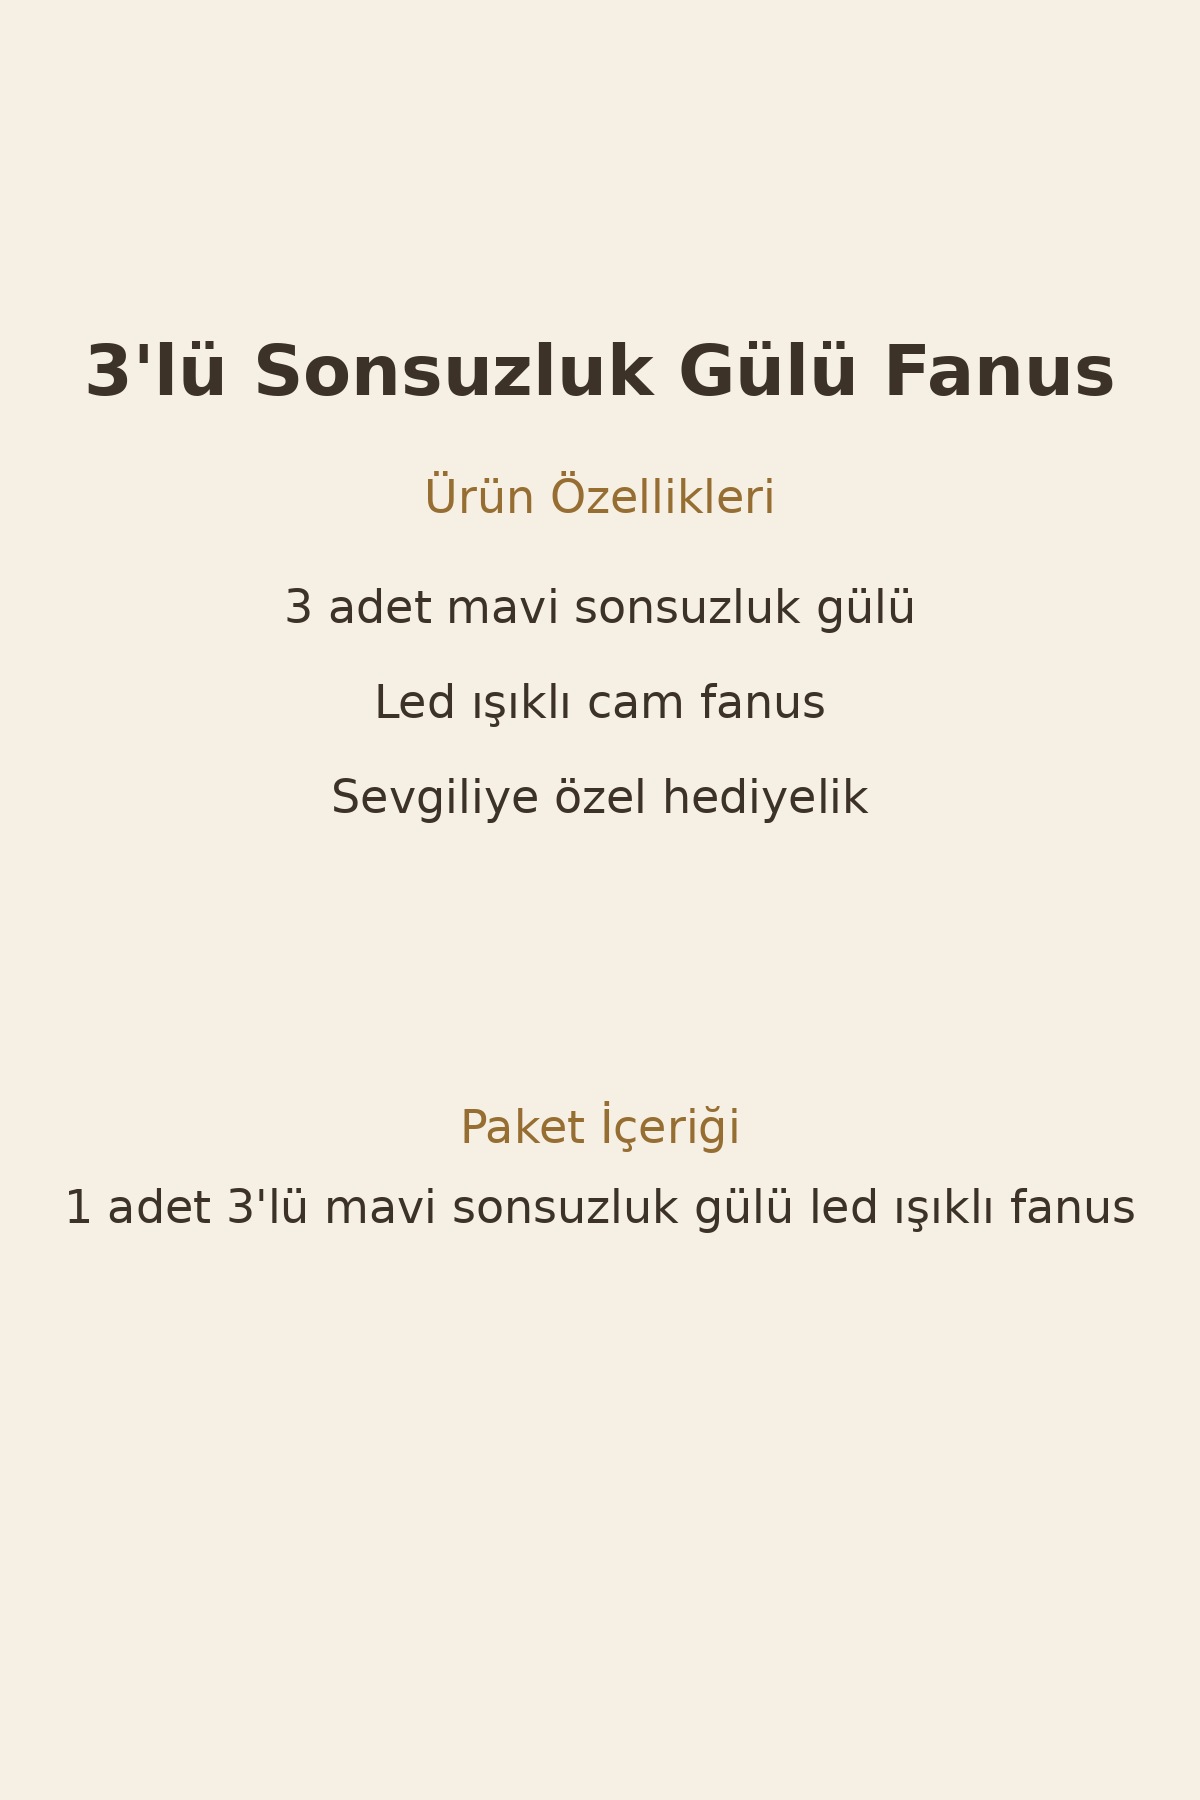 3'lü Sonsuzluk Gülü Fanus
Ürün Özellikleri
3 adet mavi sonsuzluk gülü
Led ışıklı cam fanus
Sevgiliye özel hediyelik
Paket İçeriği
1 adet 3'lü mavi sonsuzluk gülü led ışıklı fanus